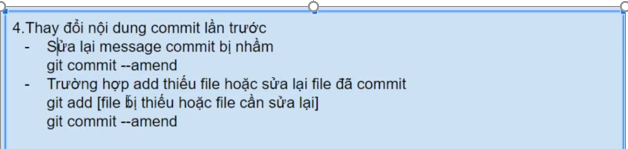 4.Thay đổi nội dung commit lần trước
- Sửa lại message commit bị nhầm
git commit --amend
- Trường hợp add thiếu file hoặc sửa lại file đã commit
git add [file bị thiếu hoặc file cần sửa lại]
git commit --amend